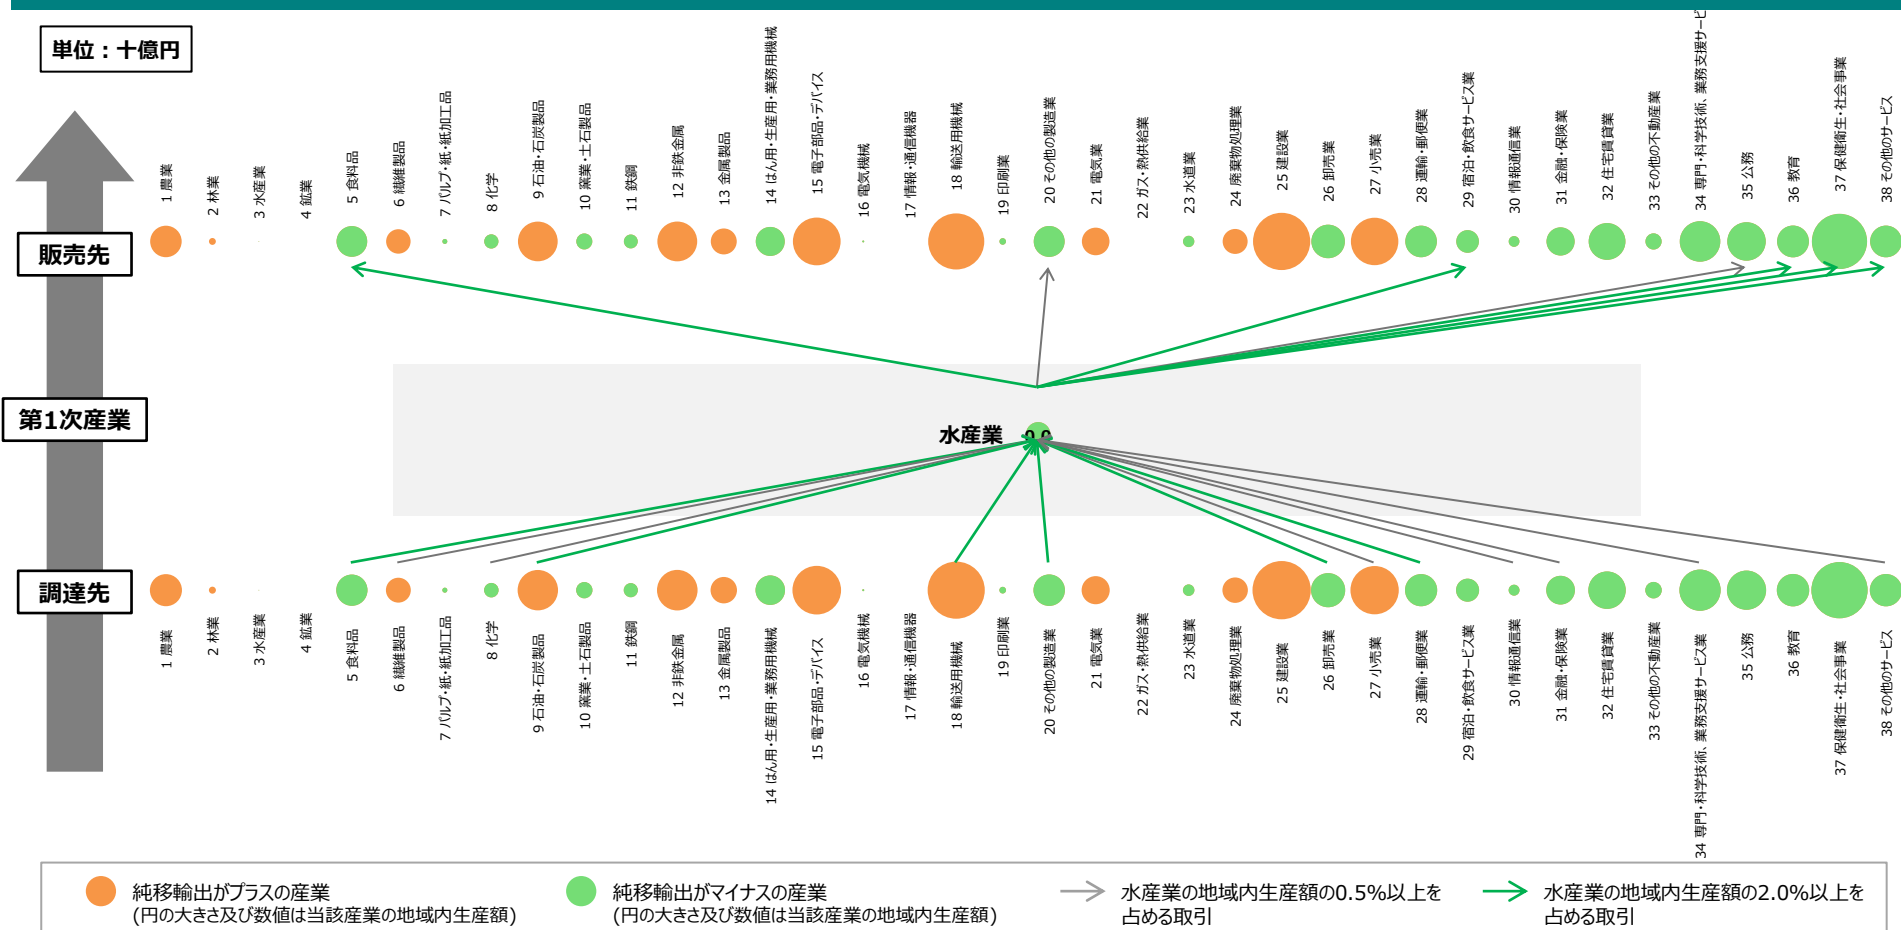 単位：十億円
1 農業
2 林業
3 水産業
4 鉱業
5 食料品
6 繊維製品
7 パルプ・紙・紙加工品
8 化学
9 石油・石炭製品
10 窯業・土石製品
11 鉄鋼
12 非鉄金属
13 金属製品
14 はん用・生産用・業務用機械
15 電子部品・デバイス
16 電気機械
17 情報・通信機器
18 輸送用機械
19 印刷業
20 その他の製造業
21 電気業
22 ガス・熱供給業
23 水道業
24 廃棄物処理業
25 建設業
26 卸売業
27 小売業
28 運輸・郵便業
29 宿泊・飲食サービス業
30 情報通信業
31 金融・保険業
32 住宅賃貸業
33 その他の不動産業
34 専門・科学技術、業務支援サービ
35 公務
36 教育
37 保健衛生・社会事業
38 その他のサービス
販売先
第1次産業
水産業 0.0
調達先
1 農業
2 林業
3 水産業
4 鉱業
5 食料品
6 繊維製品
7 パルプ・紙・紙加工品
8 化学
9 石油・石炭製品
10 窯業・土石製品
11 鉄鋼
12 非鉄金属
13 金属製品
14 はん用・生産用・業務用機械
15 電子部品・デバイス
16 電気機械
17 情報・通信機器
18 輸送用機械
19 印刷業
20 その他の製造業
21 電気業
22 ガス・熱供給業
23 水道業
24 廃棄物処理業
25 建設業
26 卸売業
27 小売業
28 運輸・郵便業
29 宿泊・飲食サービス業
30 情報通信業
31 金融・保険業
32 住宅賃貸業
33 その他の不動産業
34 専門・科学技術、業務支援サービス業
35 公務
36 教育
37 保健衛生・社会事業
38 その他のサービス
純移輸出がプラスの産業
(円の大きさ及び数値は当該産業の地域内生産額)
純移輸出がマイナスの産業
(円の大きさ及び数値は当該産業の地域内生産額)
水産業の地域内生産額の0.5%以上を
占める取引
水産業の地域内生産額の2.0%以上を
占める取引